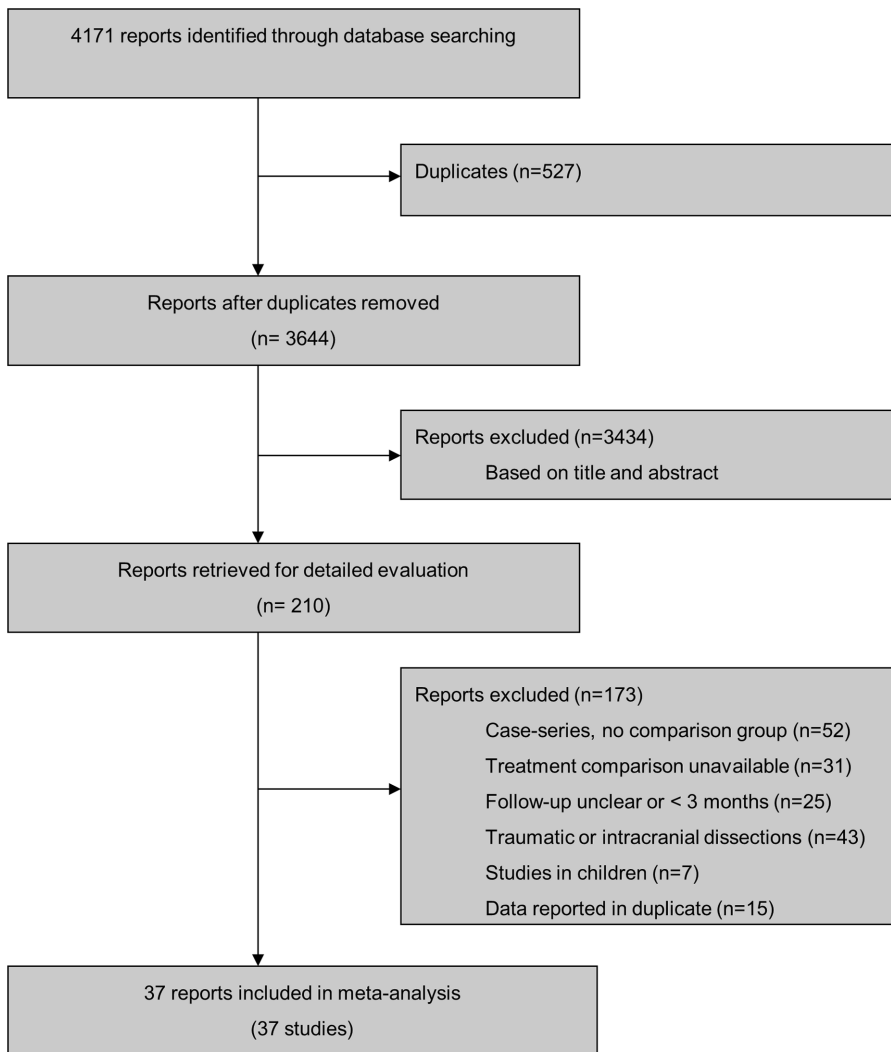 4171 reports identified through database searching
Duplicates (n=527)
Reports after duplicates removed
(n= 3644)
Reports excluded (n=3434)
Based on title and abstract
Reports retrieved for detailed evaluation
(n= 210)
Reports excluded (n=173)
Case-series, no comparison group (n=52)
Treatment comparison unavailable (n=31)
Follow-up unclear or < 3 months (n=25)
Traumatic or intracranial dissections (n=43)
Studies in children (n=7)
Data reported in duplicate (n=15)
37 reports included in meta-analysis
(37 studies)